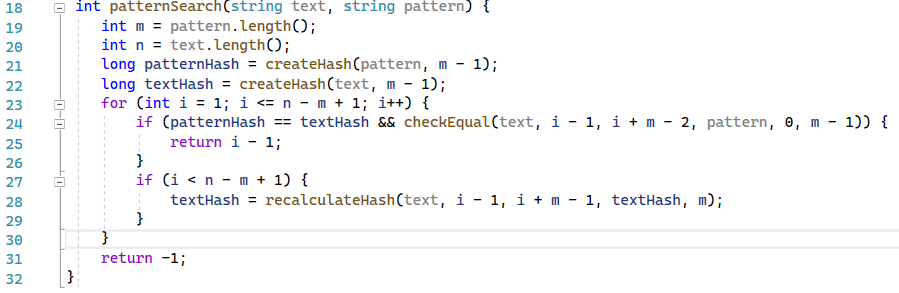 18 int patternSearch(string text, string pattern) {
19     int m = pattern.length();
20     int n = text.length();
21     long patternHash = createHash(pattern, m - 1);
22     long textHash = createHash(text, m - 1);
23     for (int i = 1; i <= n - m + 1; i++) {
24         if (patternHash == textHash && checkEqual(text, i - 1, i + m - 2, pattern, 0, m - 1)) {
25             return i - 1;
26         }
27         if (i < n - m + 1) {
28             textHash = recalculateHash(text, i - 1, i + m - 1, textHash, m);
29         }
30     }
31     return -1;
32 }